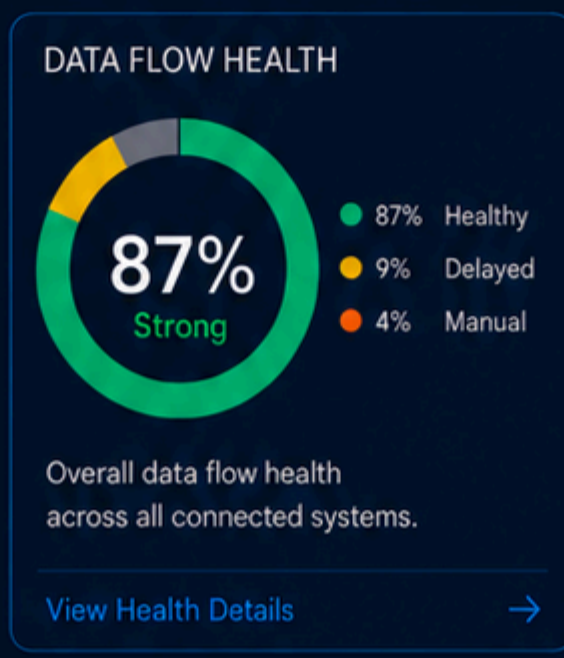 DATA FLOW HEALTH
87%
Strong
87% Healthy
9% Delayed
4% Manual
Overall data flow health
across all connected systems.
View Health Details